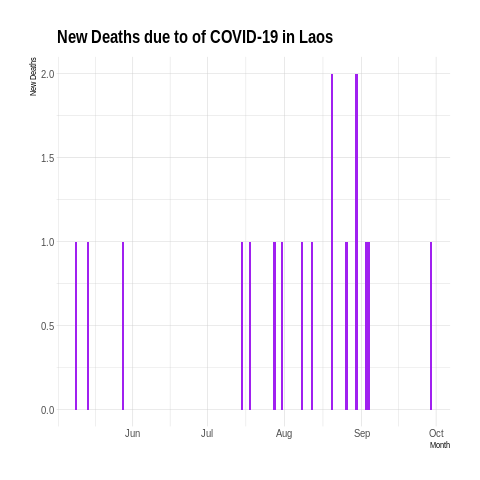 New Deaths due to of COVID-19 in Laos
New Deaths
2.0
1.5
1.0
0.5
0.0
Jun Jul Aug Sep Oct
Month